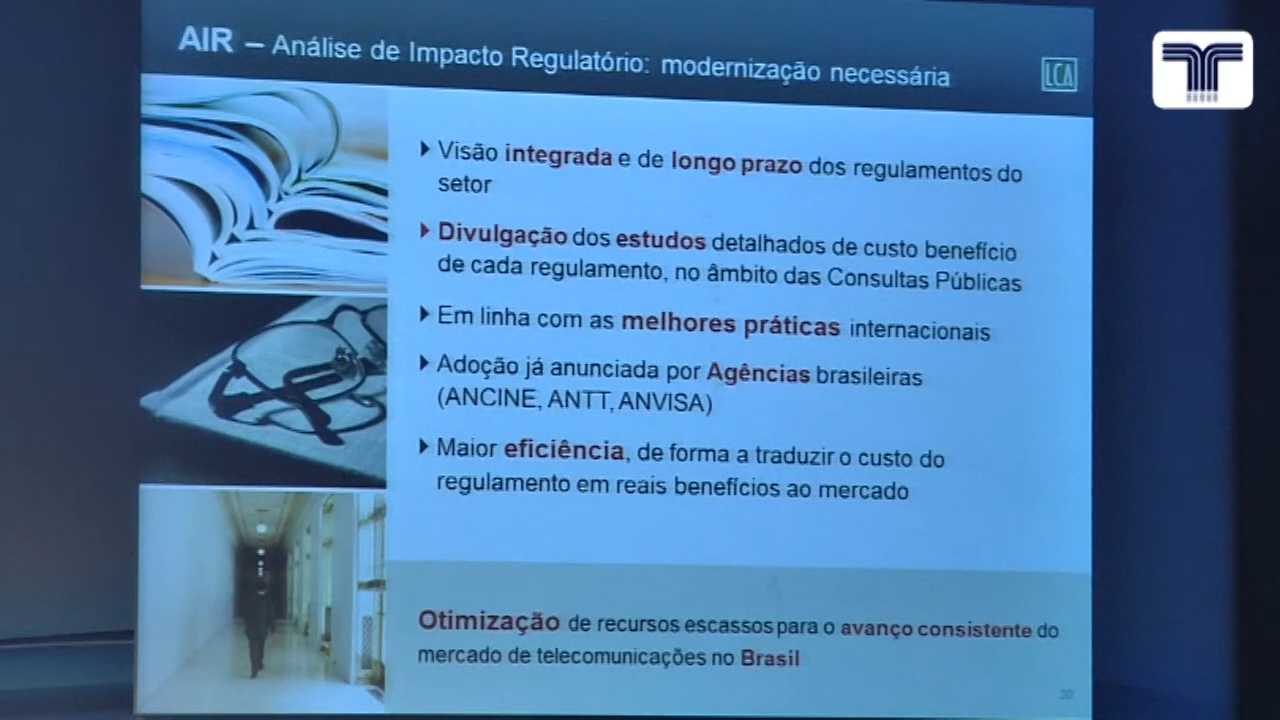 AIR – Análise de Impacto Regulatório: modernização necessária
LCA
Visão integrada e de longo prazo dos regulamentos do
setor
Divulgação dos estudos detalhados de custo benefício
de cada regulamento, no âmbito das Consultas Públicas
Em linha com as melhores práticas internacionais
Adoção já anunciada por Agências brasileiras
(ANCINE, ANTT, ANVISA)
Maior eficiência, de forma a traduzir o custo do
regulamento em reais benefícios ao mercado
Otimização de recursos escassos para o avanço consistente do
mercado de telecomunicações no Brasil
20